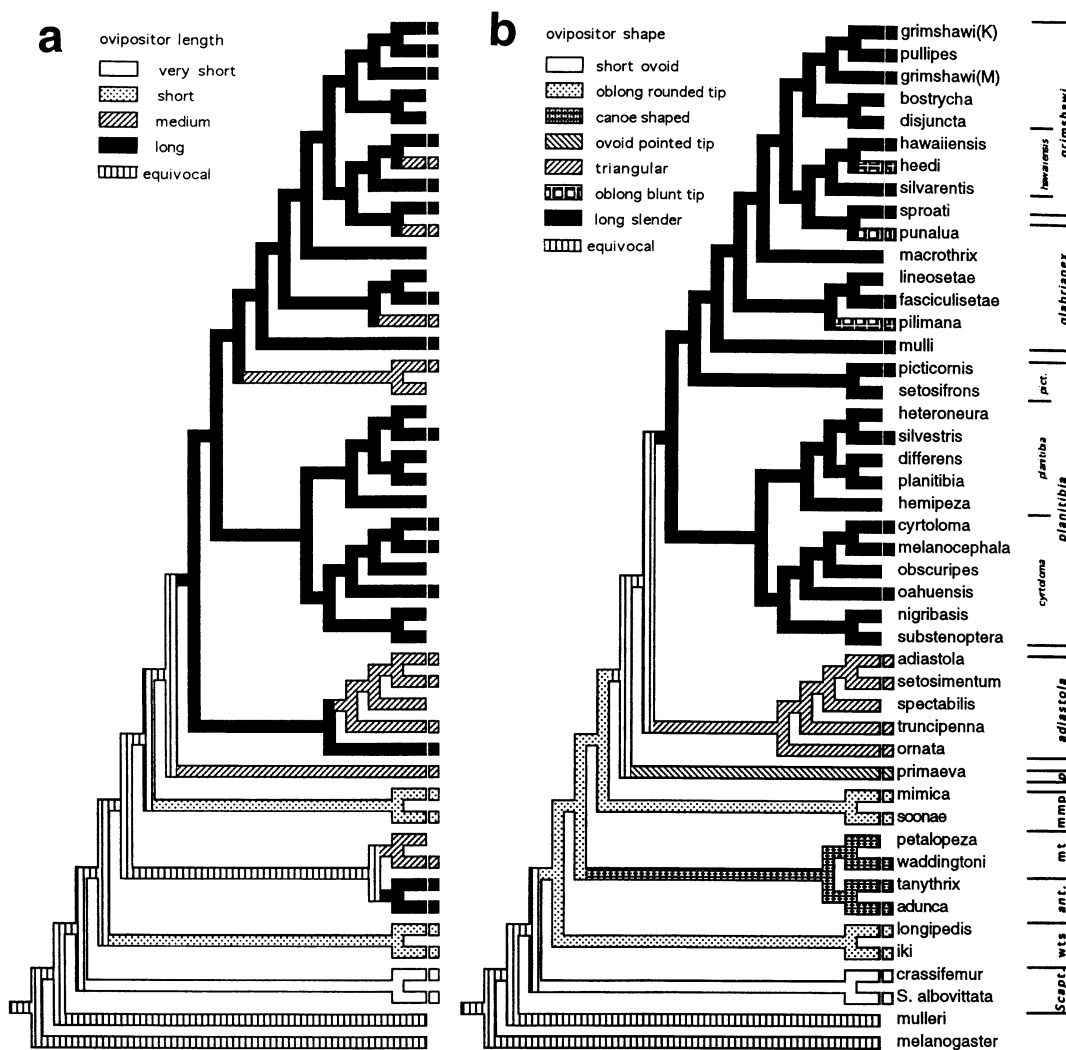 a
ovipositor length
very short
short
medium
long
equivocal
b
ovipositor shape
short ovoid
oblong rounded tip
canoe shaped
ovoid pointed tip
triangular
oblong blunt tip
long slender
equivocal
grimshawi(K)
pullipes
grimshawi(M)
bostrycha
disjuncta
hawaiiensis
heedi
silvarentis
sproati
punalua
macrothrix
lineosetae
fasciculisetae
pilimana
mulli
picticornis
setosifrons
heteroneura
silvestris
differens
planitibia
hemipeza
cyrtoloma
melanocephala
obscuripes
oahuensis
nigribasis
substenoptera
adiastola
setosimentum
spectabilis
truncipenna
ornata
primaeva
mimica
soonae
petalopeza
waddingtoni
tanythrix
adunca
longipedis
iki
crassifemur
S. albovittata
mulleri
melanogaster
grimshawi
hawaiiensis
glabriapex
pict.
planitibia
planitibia
cyrtoloma
adiastola
mmp
mt
ant.
wts
Scapt.